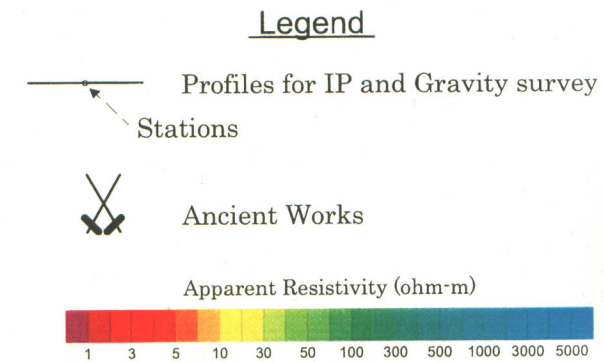 Legend
Profiles for IP and Gravity survey
Stations
Ancient Works
Apparent Resistivity (ohm-m)
1 3 5 10 30 50 100 300 500 1000 3000 5000